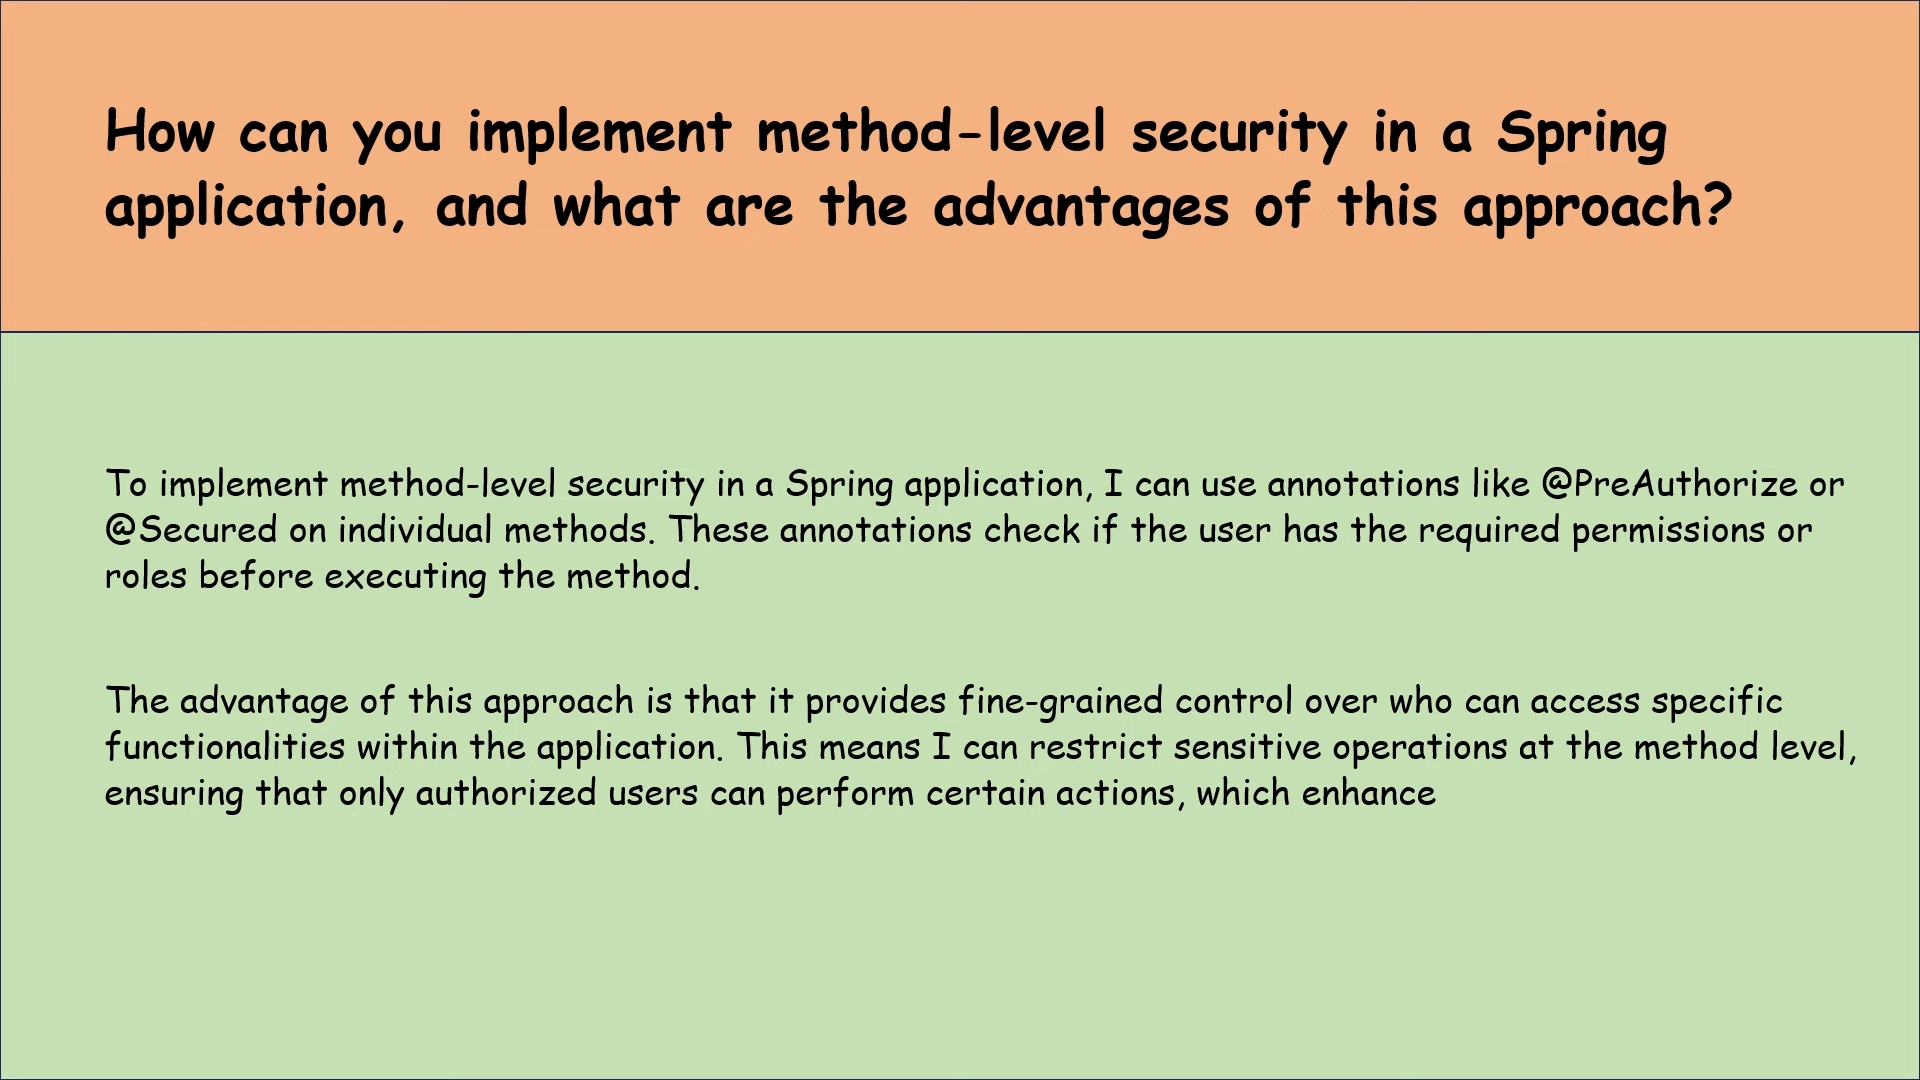 How can you implement method-level security in a Spring
application, and what are the advantages of this approach?
To implement method-level security in a Spring application, I can use annotations like @PreAuthorize or
@Secured on individual methods. These annotations check if the user has the required permissions or
roles before executing the method.
The advantage of this approach is that it provides fine-grained control over who can access specific
functionalities within the application. This means I can restrict sensitive operations at the method level,
ensuring that only authorized users can perform certain actions, which enhance